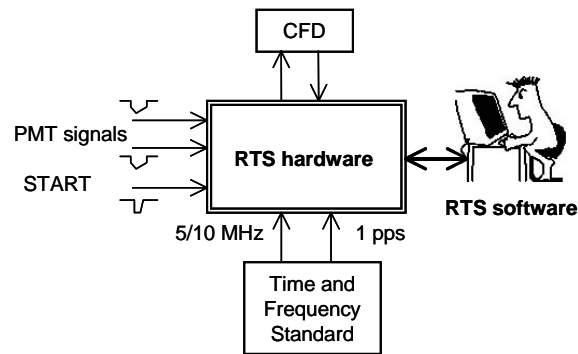 CFD
PMT signals
START
RTS hardware
RTS software
5/10 MHz
1 pps
Time and
Frequency
Standard